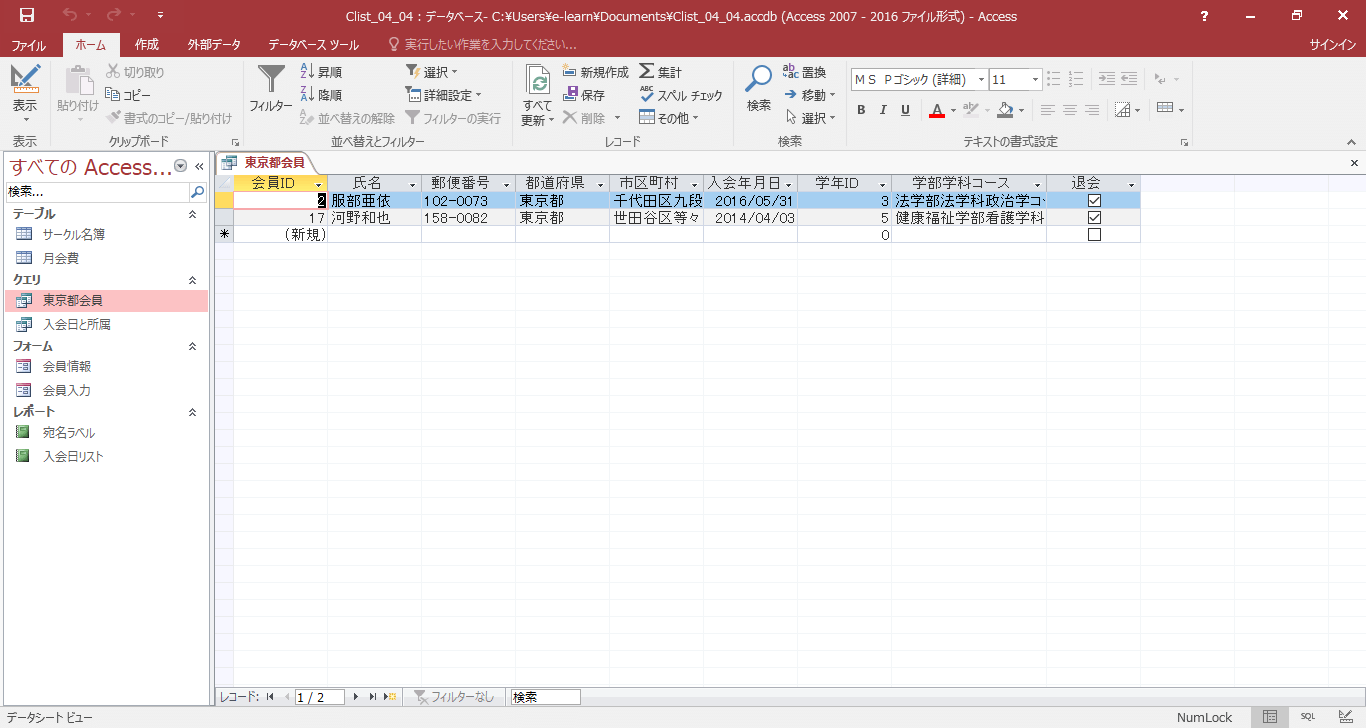 Clist_04_04 : データベース- C:¥Users¥e-learn¥Documents¥Clist_04_04.accdb (Access 2007 - 2016 ファイル形式) - Access
?
ファイル ホーム 作成 外部データ データベース ツール 実行したい作業を入力してください... サインイン
表示
表示
貼り付け
切り取り
コピー
書式のコピー/貼り付け
クリップボード
フィルター
昇順
降順
並べ替えの解除
選択
詳細設定
フィルターの実行
並べ替えとフィルター
すべて
更新
新規作成
保存
削除
集計
スペル チェック
その他
レコード
検索
置換
移動
選択
検索
MS Pゴシック (詳細) 11
B I U A
テキストの書式設定
すべての Access...
検索...
テーブル
サークル名簿
月会費
クエリ
東京都会員
入会日と所属
フォーム
会員情報
会員入力
レポート
宛名ラベル
入会日リスト
東京都会員
会員ID 氏名 郵便番号 都道府県 市区町村 入会年月日 学年ID 学部学科コース 退会
2 服部亜依 102-0073 東京都 千代田区九段 2016/05/31 3 法学部法学科政治学コ
17 河野和也 158-0082 東京都 世田谷区等々 2014/04/03 5 健康福祉学部看護学科
* (新規) 0
レコード: 1 / 2 フィルターなし 検索
データシート ビュー NumLock SQL